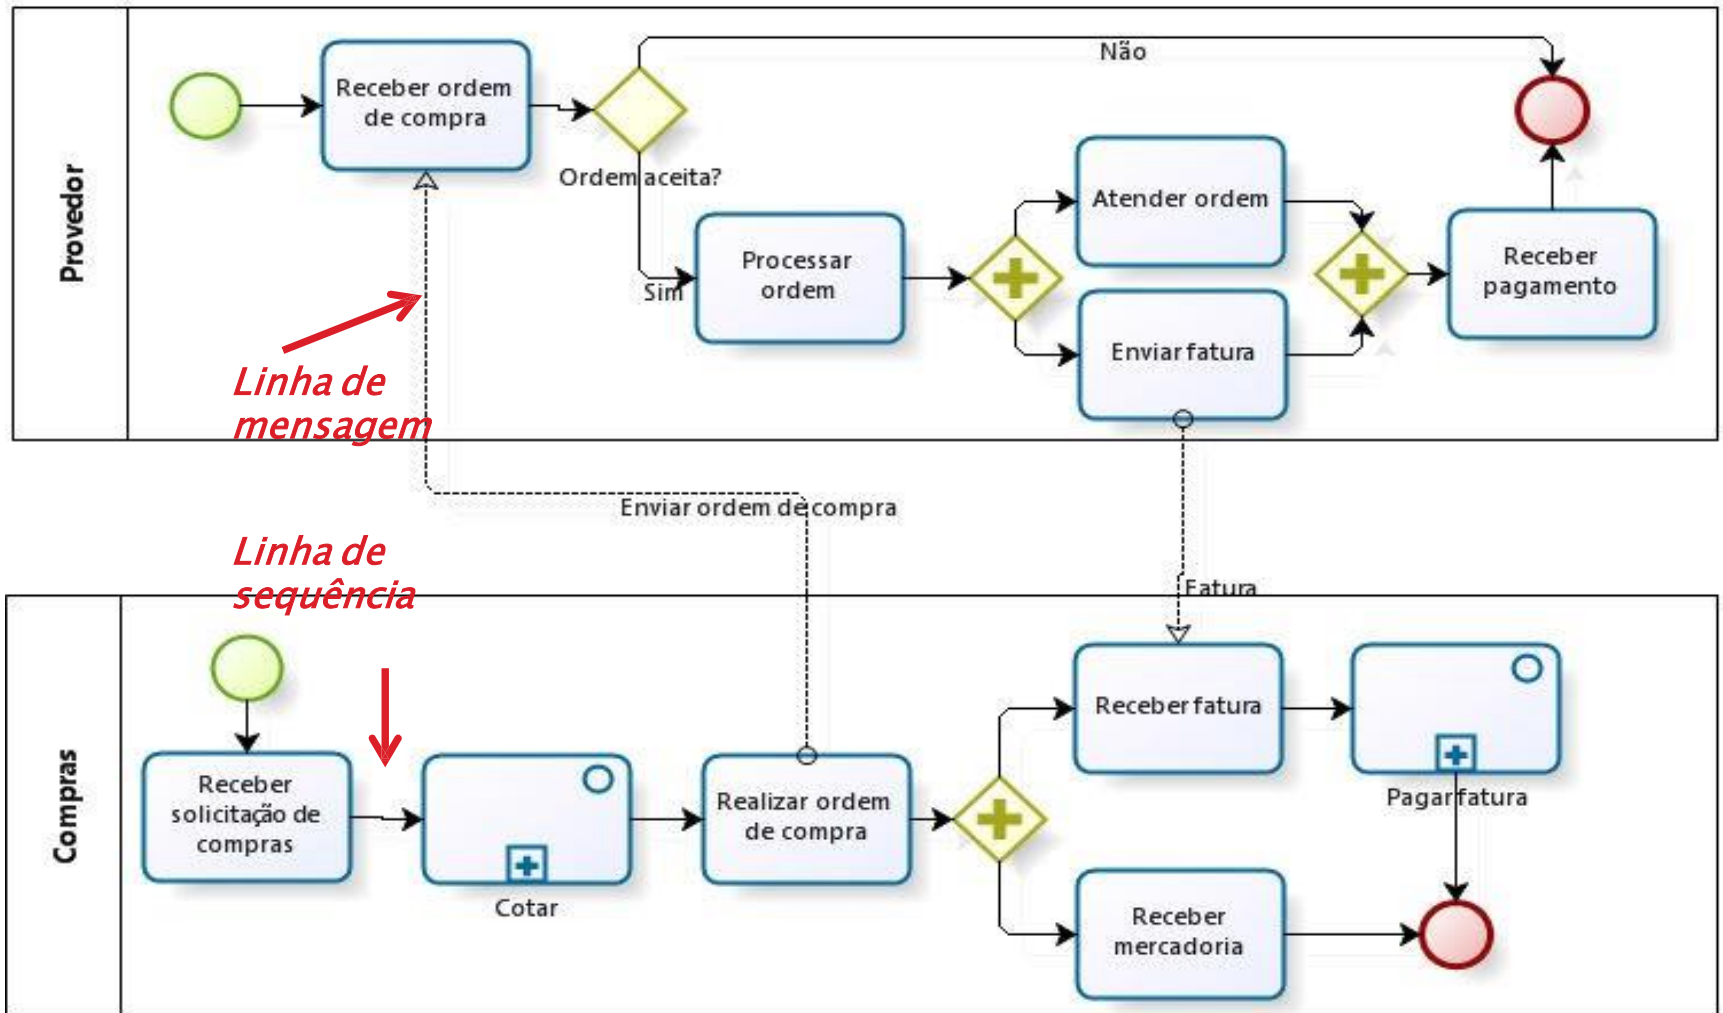 Provedor
Receber ordem
de compra
Não
Ordem aceita?
Sim
Processar
ordem
Atender ordem
Enviar fatura
Receber
pagamento
Linha de
mensagem
Enviar ordem de compra
Fatura
Linha de
sequência
Compras
Receber
solicitação de
compras
Cotar
Realizar ordem
de compra
Receber fatura
Pagar fatura
Receber
mercadoria